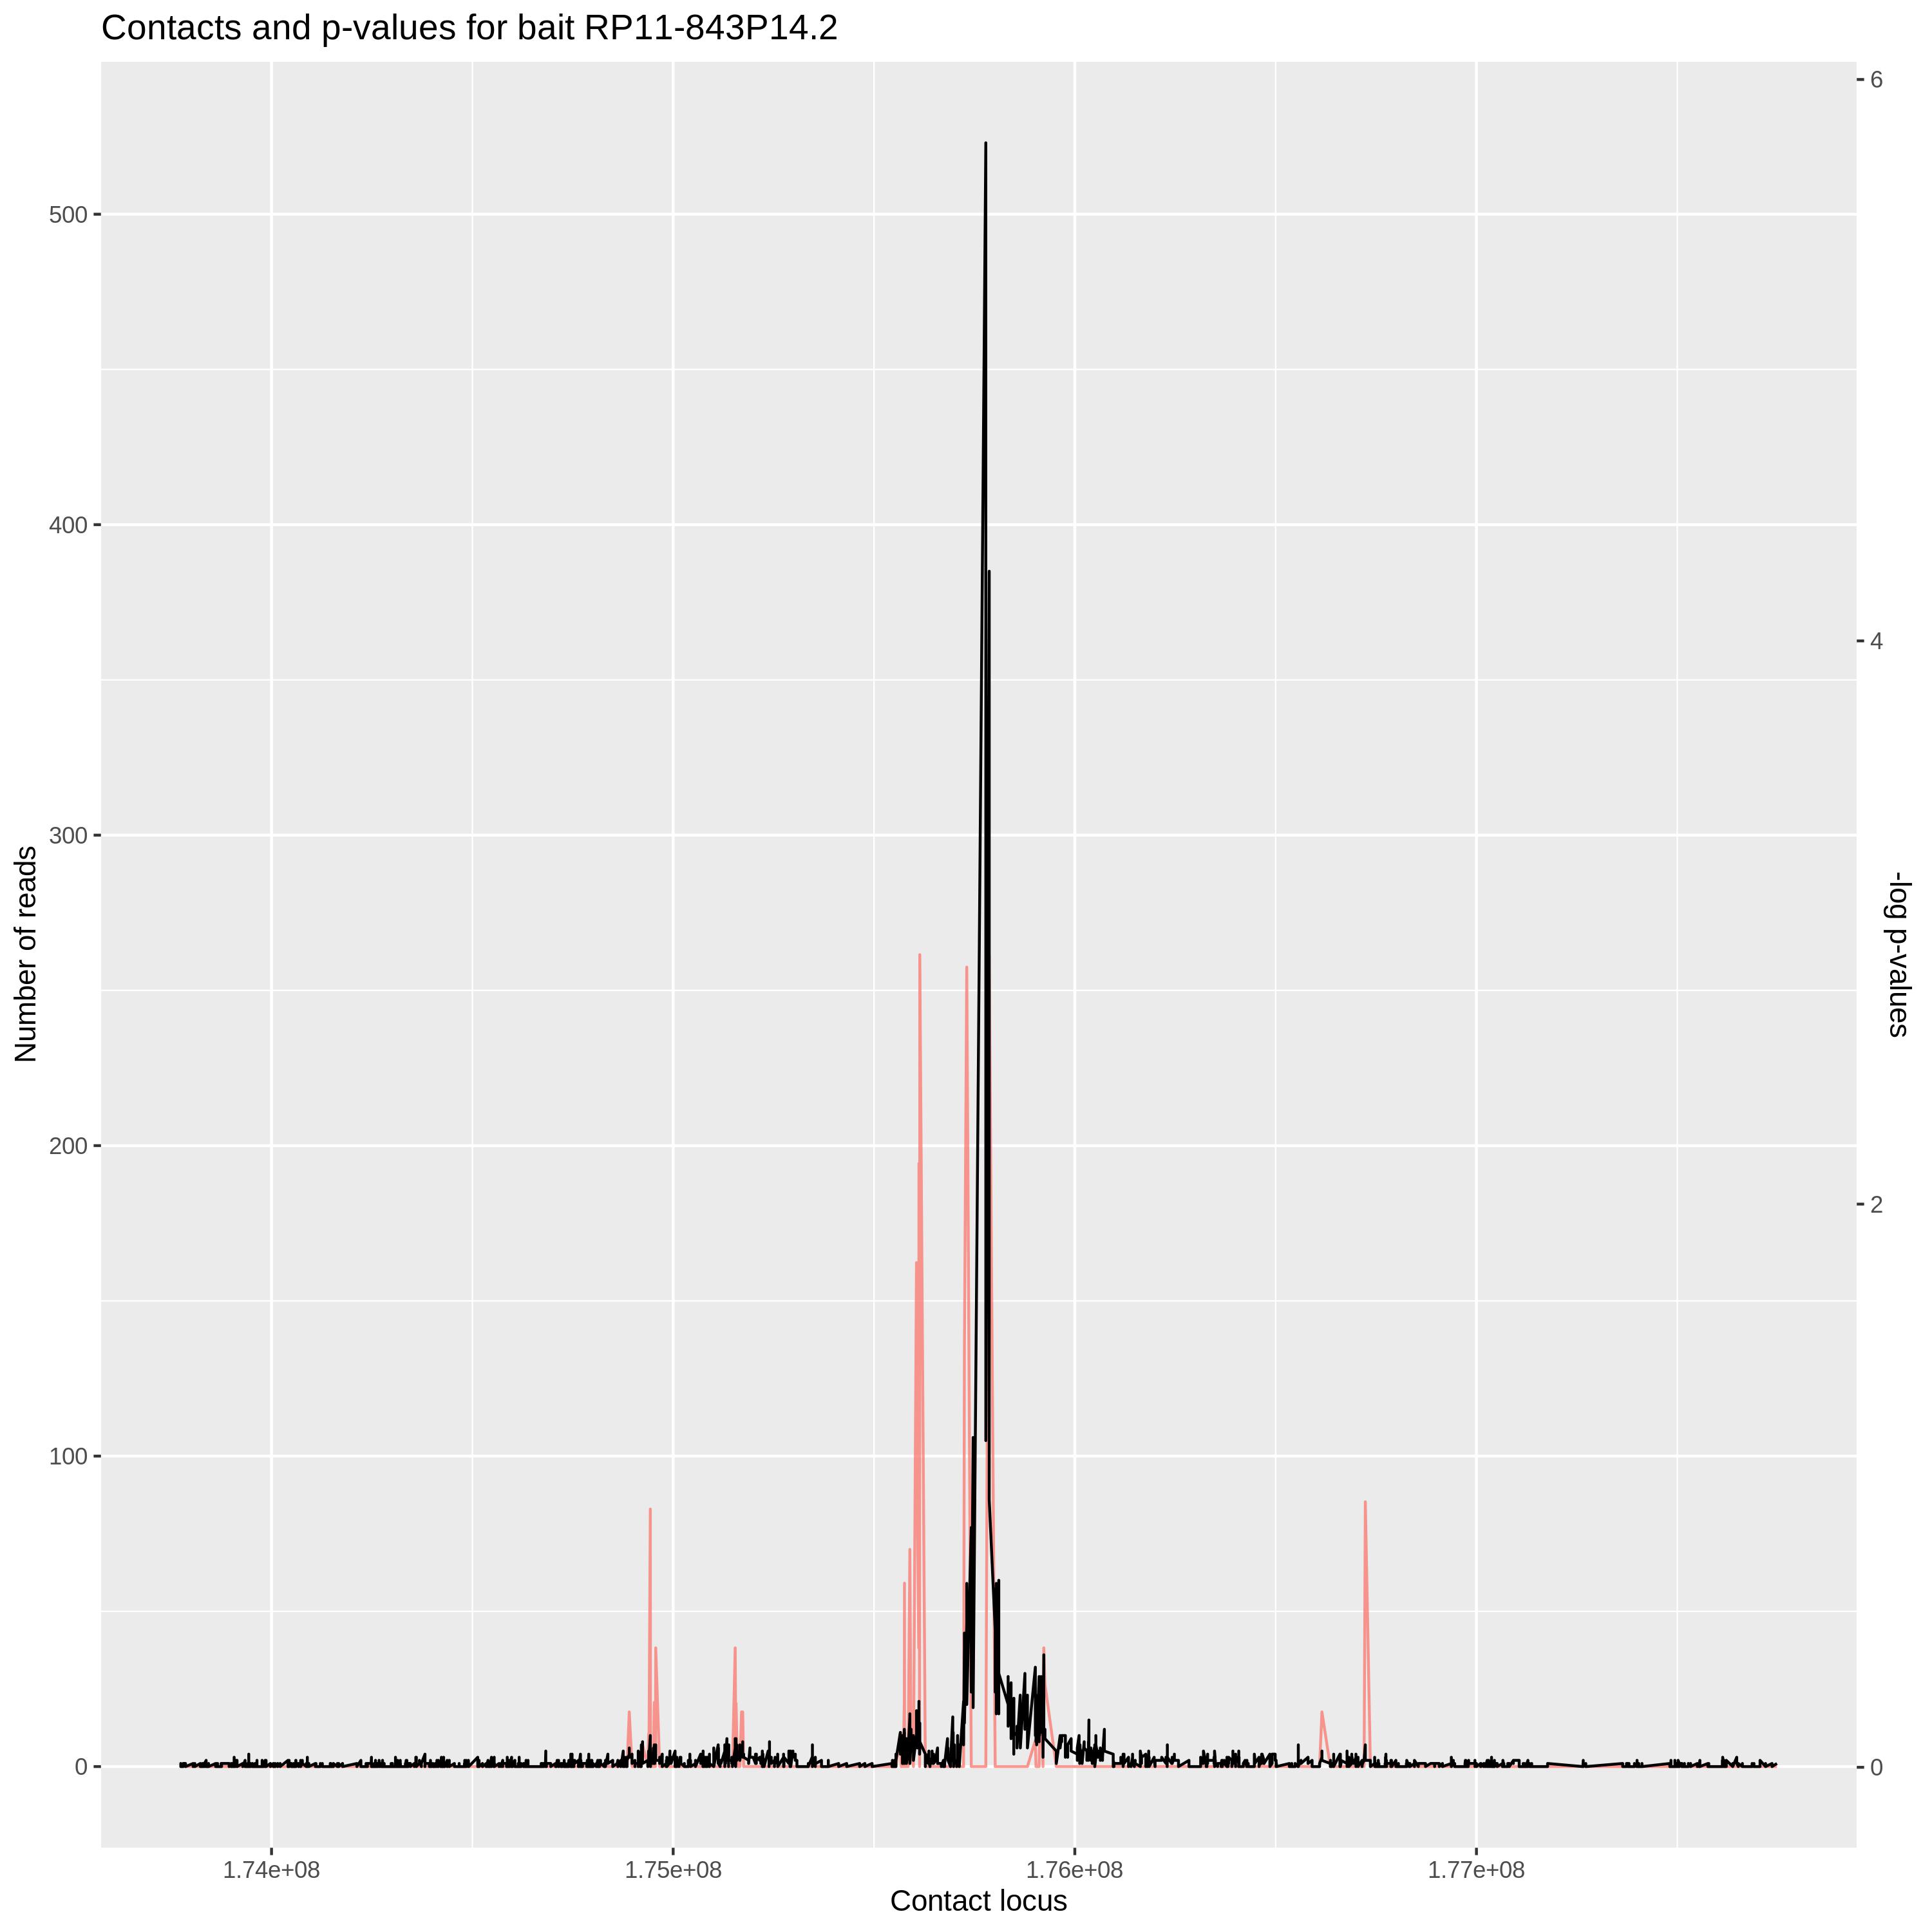 Contacts and p-values for bait RP11-843P14.2
6
500
400
4
300
Number of reads
-log p-values
200
2
100
0
0
1.74e+08
1.75e+08
1.76e+08
1.77e+08
Contact locus